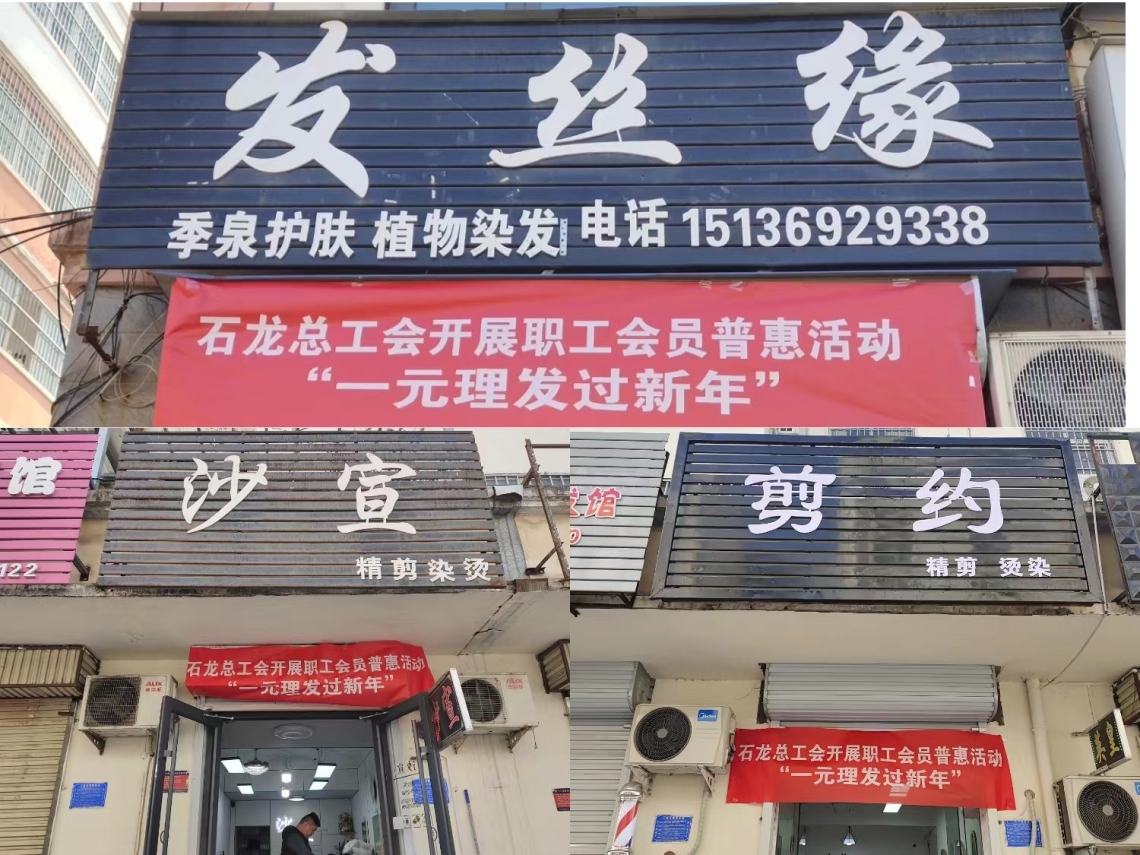 发丝缘
季泉护肤 植物染发 电话 15136929338
石龙总工会开展职工会员普惠活动
“一元理发过新年”
馆
122
沙宣
精剪染烫
石龙总工会开展职工会员普惠活动
“一元理发过新年”
AUX
馆
剪约
精剪 烫染
石龙总工会开展职工会员普惠活动
“一元理发过新年”